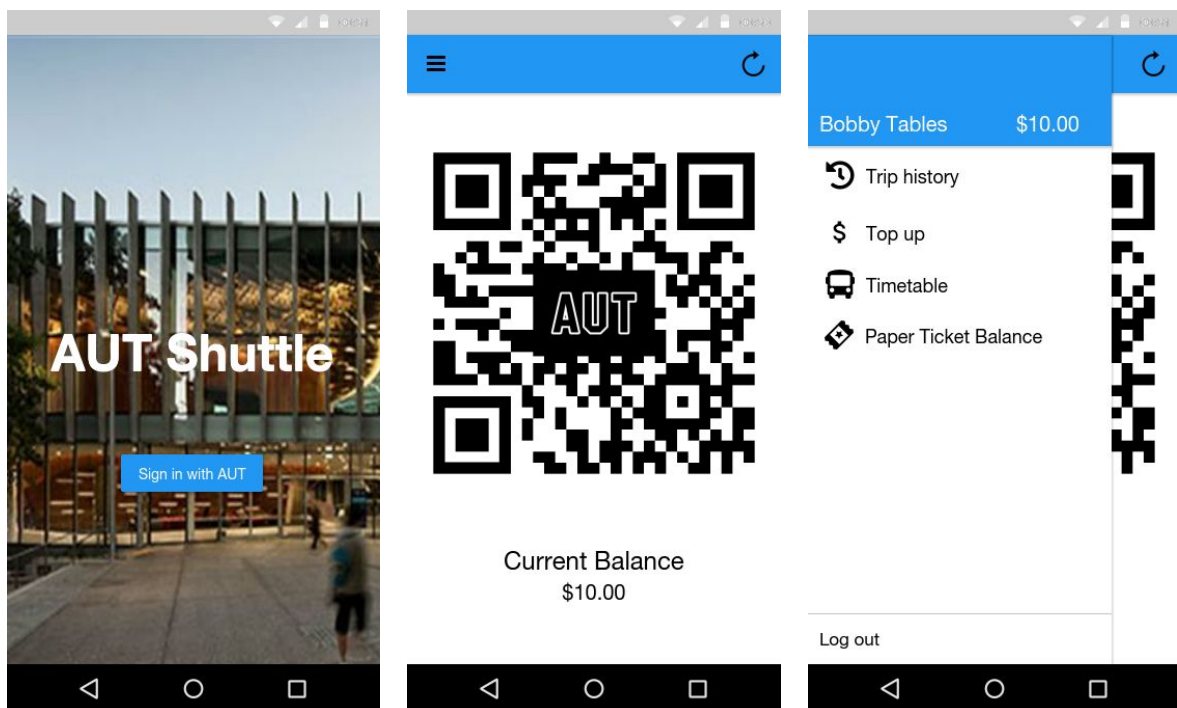 AUT Shuttle
Sign in with AUT
AUT
Current Balance
$10.00
Bobby Tables $10.00
Trip history
$ Top up
Timetable
Paper Ticket Balance
Log out